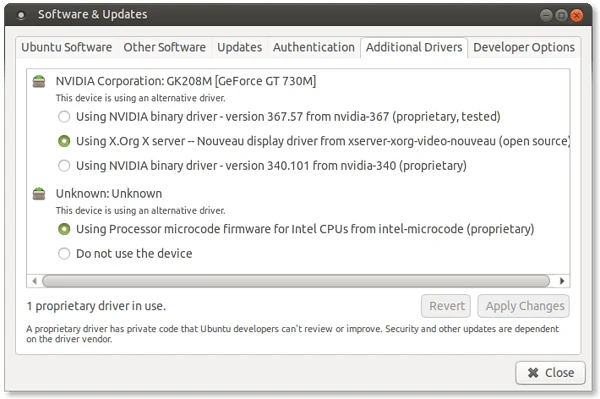 Software & Updates
Ubuntu Software Other Software Updates Authentication Additional Drivers Developer Options
NVIDIA Corporation: GK208M [GeForce GT 730M]
This device is using an alternative driver.
Using NVIDIA binary driver - version 367.57 from nvidia-367 (proprietary, tested)
Using X.Org X server -- Nouveau display driver from xserver-xorg-video-nouveau (open source)
Using NVIDIA binary driver - version 340.101 from nvidia-340 (proprietary)
Unknown: Unknown
This device is using an alternative driver.
Using Processor microcode firmware for Intel CPUs from intel-microcode (proprietary)
Do not use the device
1 proprietary driver in use.
Revert Apply Changes
A proprietary driver has private code that Ubuntu developers can't review or improve. Security and other updates are dependent
on the driver vendor.
Close